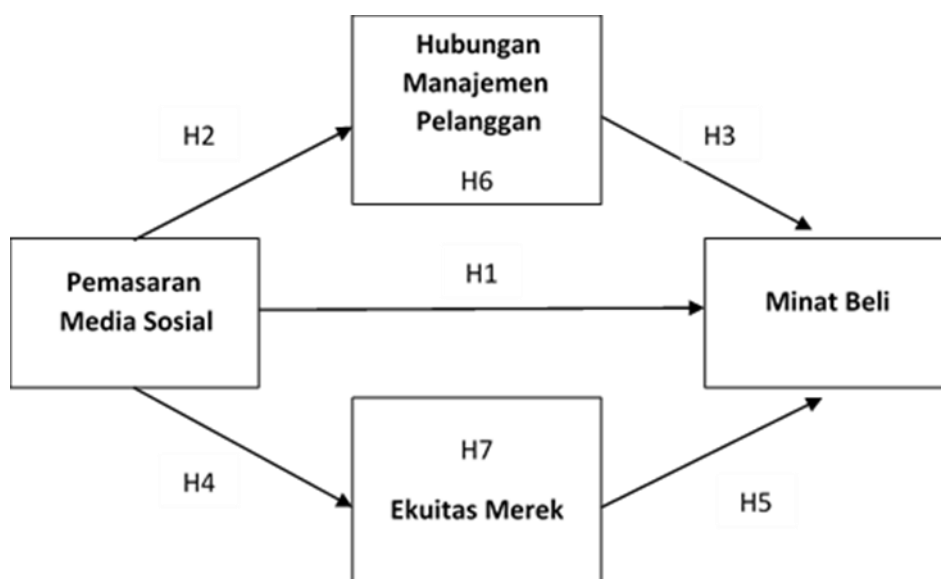 Hubungan
Manajemen
Pelanggan
H6
H2
H3
Pemasaran
Media Sosial
H1
Minat Beli
H4
H7
Ekuitas Merek
H5